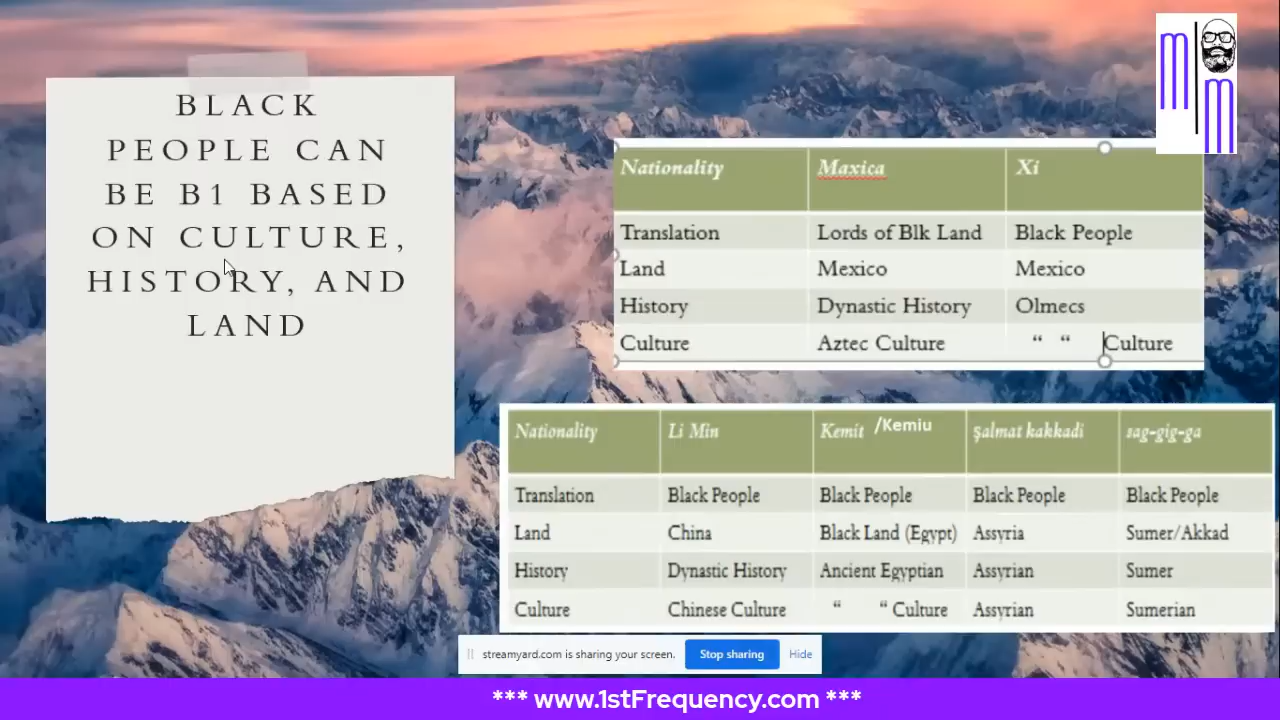 BLACK
PEOPLE CAN
BE B1 BASED
ON CULTURE,
HISTORY, AND
LAND
m
m
Nationality Maxica Xi
Translation Lords of Blk Land Black People
Land Mexico Mexico
History Dynastic History Olmecs
Culture Aztec Culture “ “ Culture
Nationality Li Min Kemit /Kemiu şalmat kakkadi sag-gig-ga
Translation Black People Black People Black People Black People
Land China Black Land (Egypt) Assyria Sumer/Akkad
History Dynastic History Ancient Egyptian Assyrian Sumer
Culture Chinese Culture “ “ Culture Assyrian Sumerian
streamyard.com is sharing your screen. Stop sharing Hide
*** www.1stFrequency.com ***